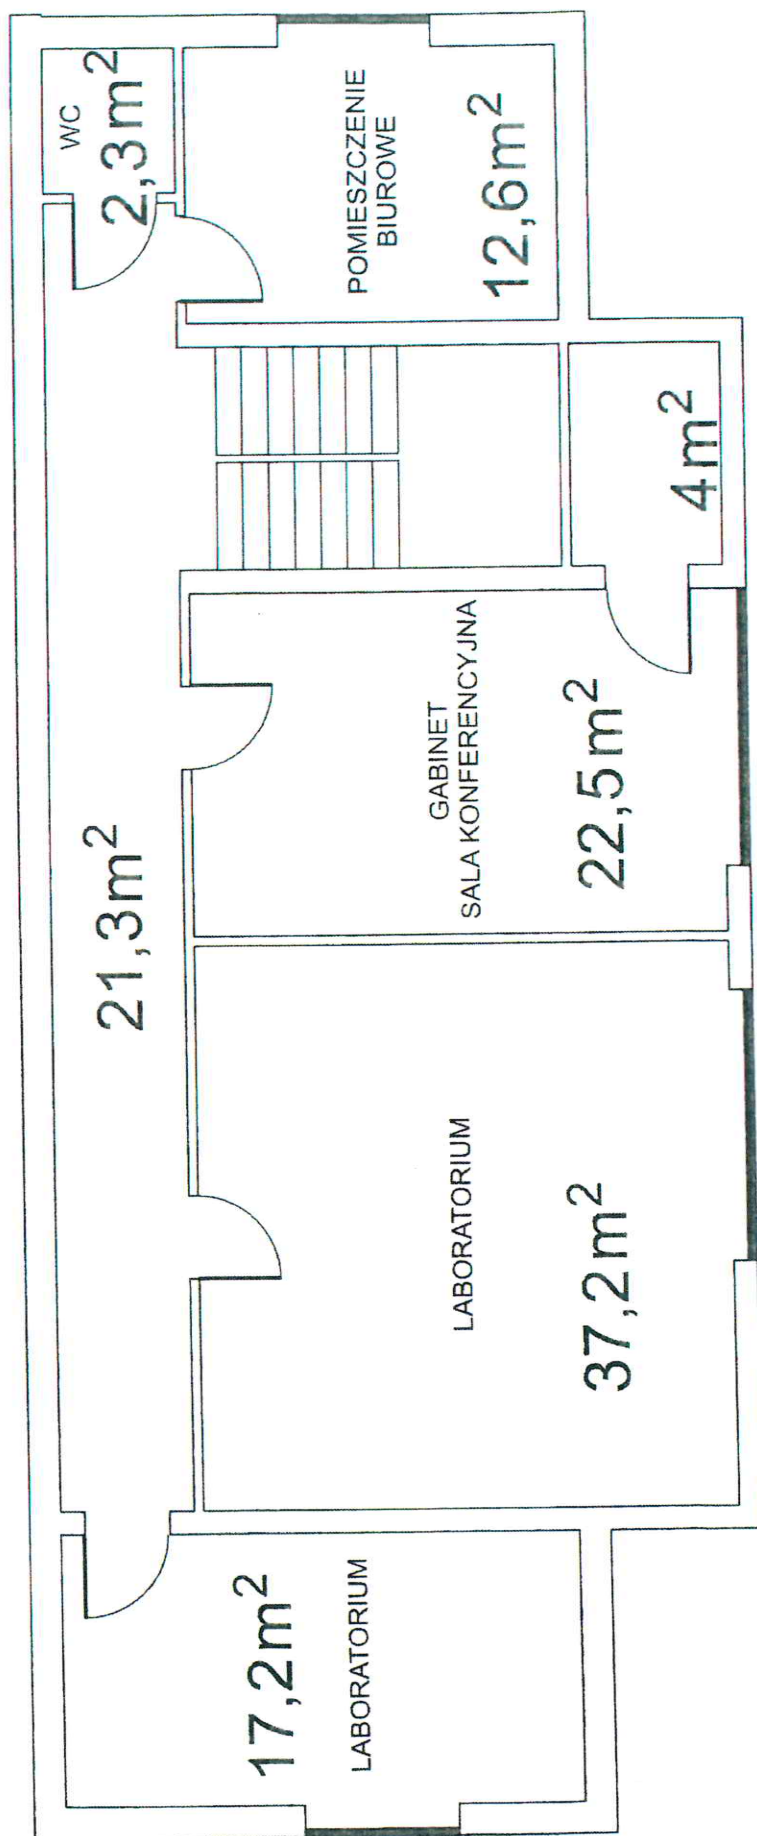 WC
2,3m²
POMIESZCZENIE
BIUROWE
12,6m²
4m²
21,3m²
GABINET
SALA KONFERENCYJNA
22,5m²
LABORATORIUM
37,2m²
17,2m²
LABORATORIUM